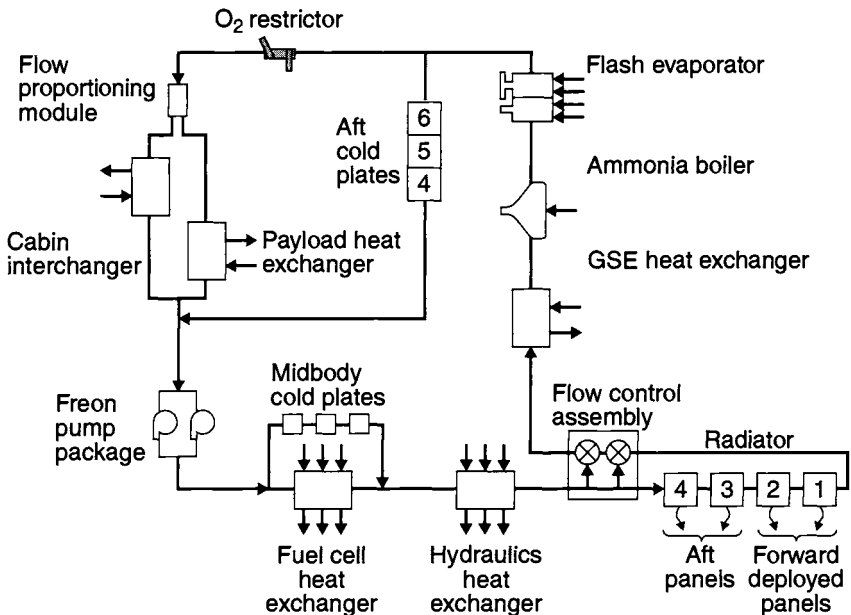 O₂ restrictor
Flow
proportioning
module
Flash evaporator
6
5
4
Aft
cold
plates
Ammonia boiler
Cabin
interchanger
Payload heat
exchanger
GSE heat exchanger
Midbody
cold plates
Flow control
assembly
Freon
pump
package
Radiator
4 3 2 1
Fuel cell
heat
exchanger
Hydraulics
heat
exchanger
Aft
panels
Forward
deployed
panels